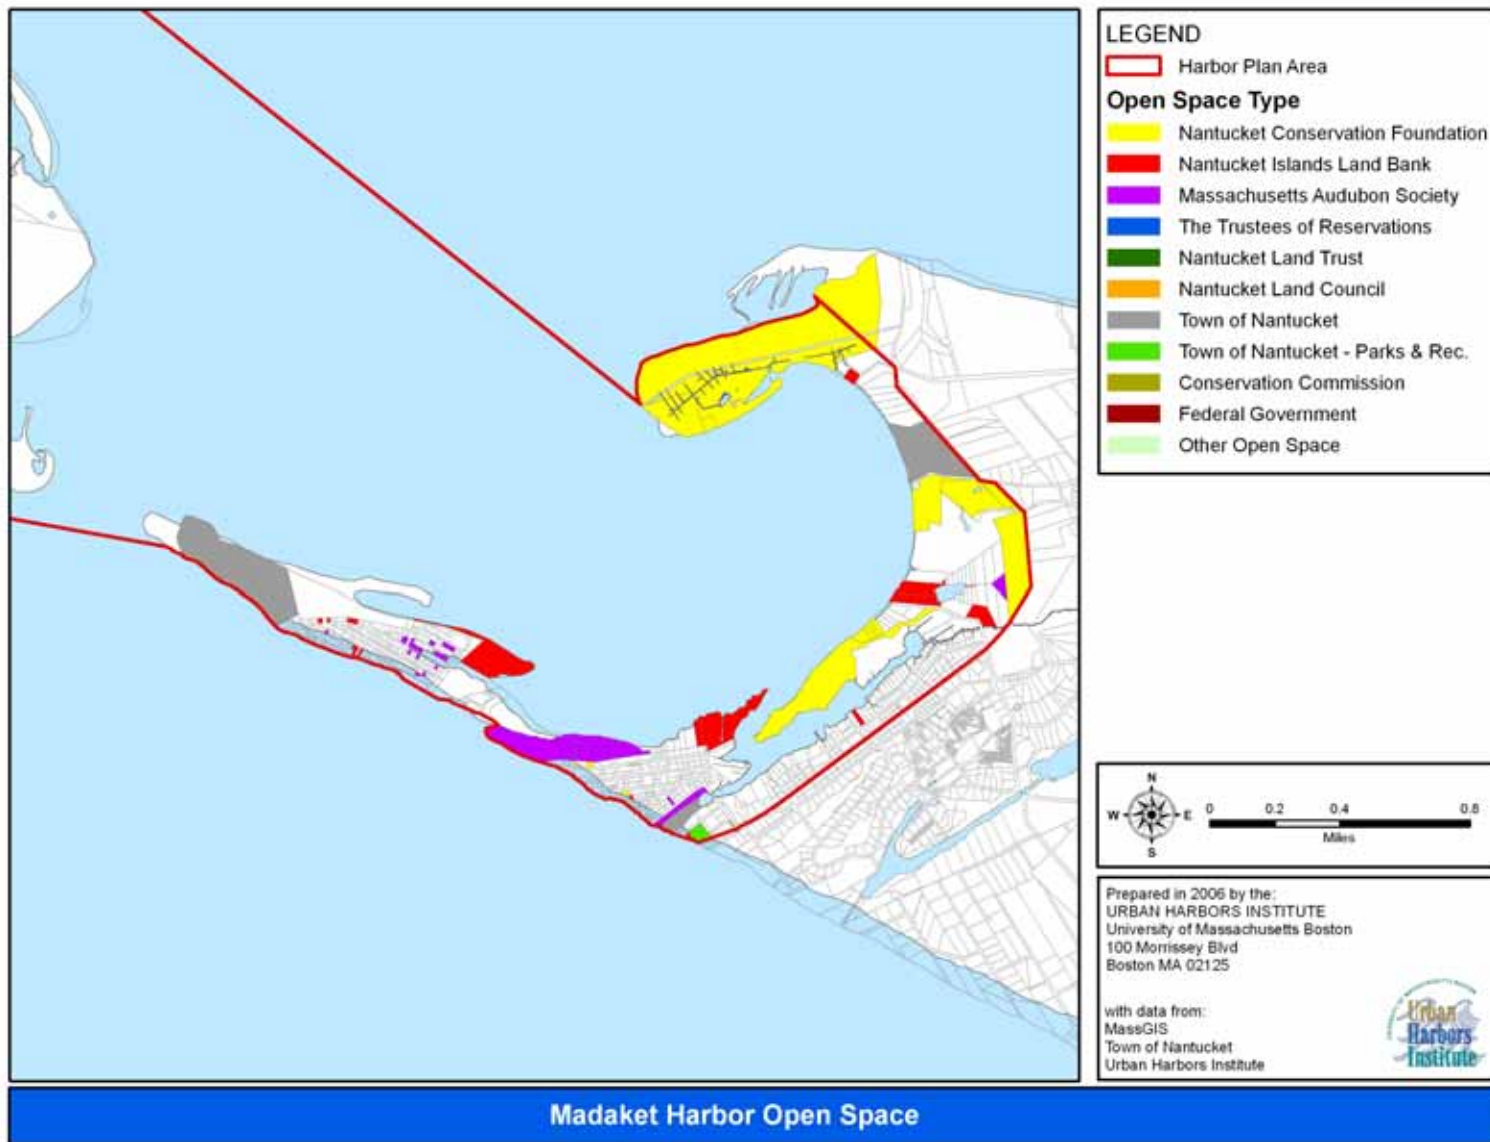 LEGEND
Harbor Plan Area
Open Space Type
Nantucket Conservation Foundation
Nantucket Islands Land Bank
Massachusetts Audubon Society
The Trustees of Reservations
Nantucket Land Trust
Nantucket Land Council
Town of Nantucket
Town of Nantucket - Parks & Rec.
Conservation Commission
Federal Government
Other Open Space
N
W E
S
0 0.2 0.4 0.8
Miles
Prepared in 2006 by the:
URBAN HARBORS INSTITUTE
University of Massachusetts Boston
100 Morrissey Blvd
Boston MA 02125
with data from:
MassGIS
Town of Nantucket
Urban Harbors Institute
Urban
Harbors
Institute
Madaket Harbor Open Space